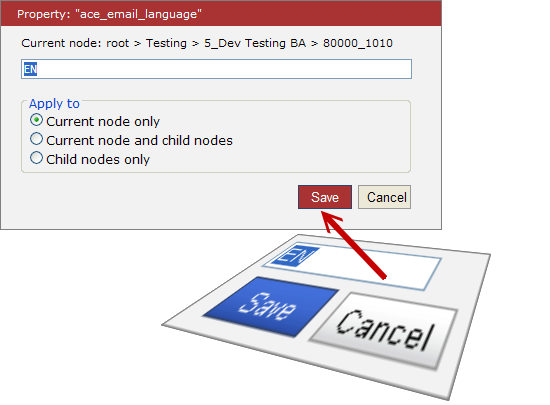 Property: "ace_email_language"
Current node: root > Testing > 5_Dev Testing BA > 80000_1010
EN
Apply to
Current node only
Current node and child nodes
Child nodes only
Save Cancel
EN
Save Cancel